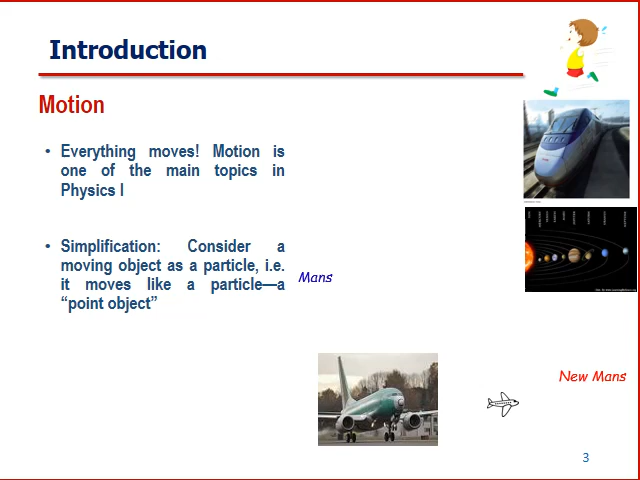 Introduction
Motion
• Everything moves! Motion is
one of the main topics in
Physics I
• Simplification: Consider a
moving object as a particle, i.e.
it moves like a particle—a
“point object”
Mans
New Mans
3